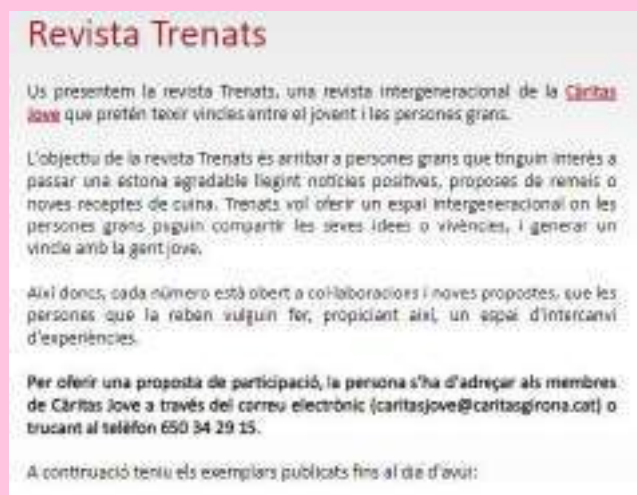 Revista Trenats
Us presentem la revista Trenats, una revista intergeneracional de la Càritas
Jove que pretén teixir vincles entre el jovent i les persones grans.
L'objectiu de la revista Trenats és arribar a persones grans que tinguin interès a
passar una estona agradable llegint notícies positives, proposes de remeis o
noves receptes de cuina. Trenats vol oferir un espai intergeneracional on les
persones grans puguin compartir les seves idees o vivències, i generar un
vincle amb la gent jove.
Així doncs, cada número està obert a col·laboracions i noves propostes, que les
persones que la reben vulguin fer, propiciant així, un espai d'intercanvi
d'experiències.
Per oferir una proposta de participació, la persona s'ha d'adreçar als membres
de Càritas Jove a través del correu electrònic (caritasjove@caritasgirona.cat) o
trucant al telèfon 650 34 29 15.
A continuació teniu els exemplars publicats fins al dia d'avui: